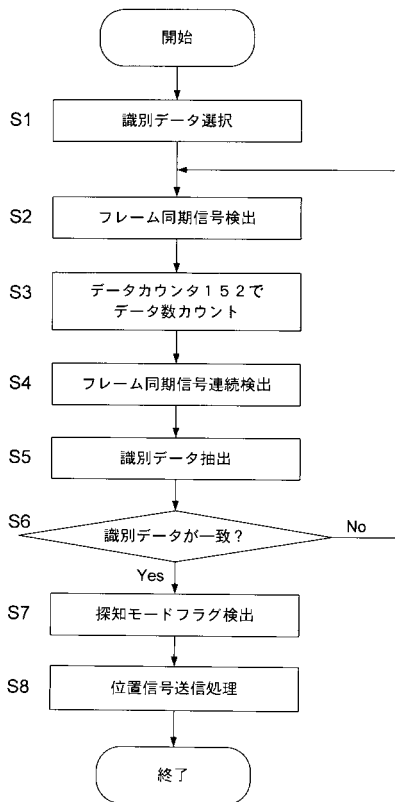 開始
S1
識別データ選択
S2
フレーム同期信号検出
S3
データカウンタ152で
データ数カウント
S4
フレーム同期信号連続検出
S5
識別データ抽出
S6
識別データが一致?
No
Yes
S7
探知モードフラグ検出
S8
位置信号送信処理
終了